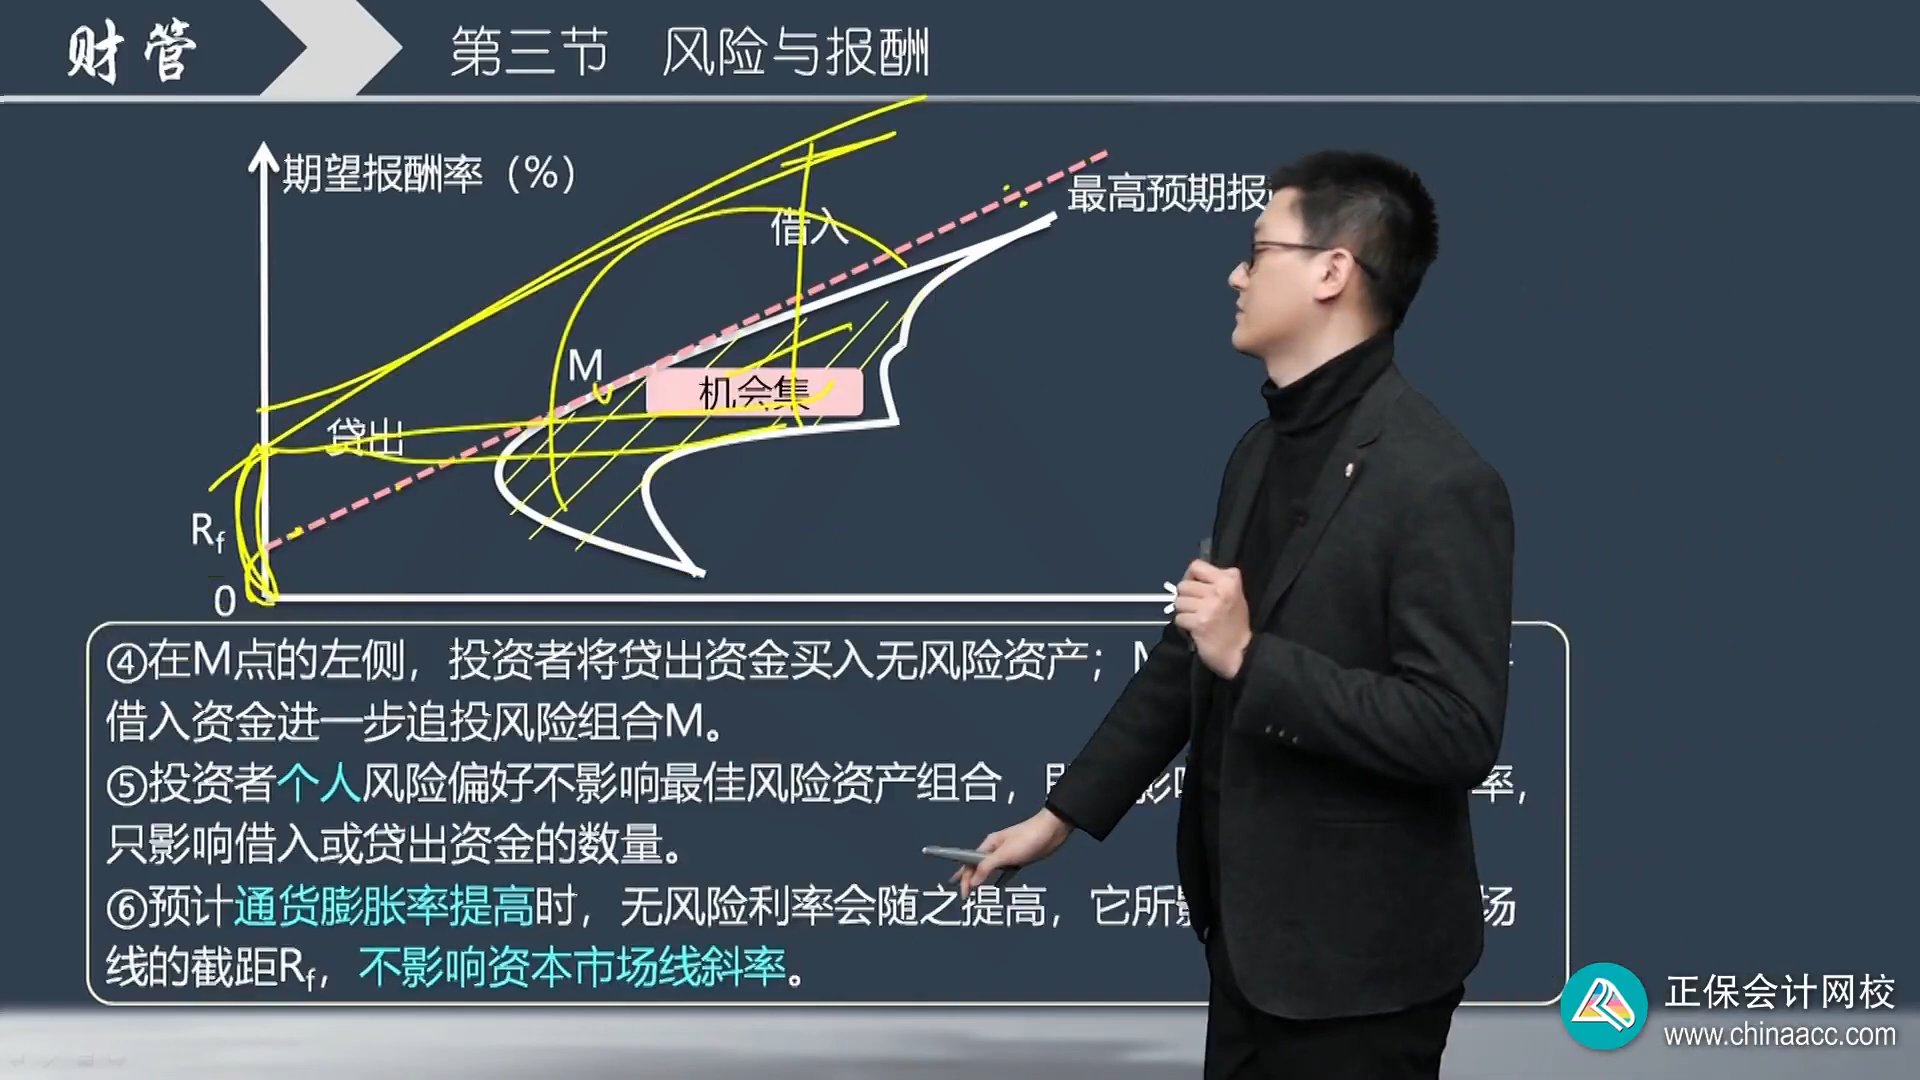 财管
第三节 风险与报酬
期望报酬率（%）
最高预期报
借入
M
机会集
贷出
Rf
0
④在M点的左侧，投资者将贷出资金买入无风险资产；M
借入资金进一步追投风险组合M。
⑤投资者个人风险偏好不影响最佳风险资产组合， 率，
只影响借入或贷出资金的数量。
⑥预计通货膨胀率提高时，无风险利率会随之提高，它所 场
线的截距Rf，不影响资本市场线斜率。
正保会计网校
www.chinaacc.com